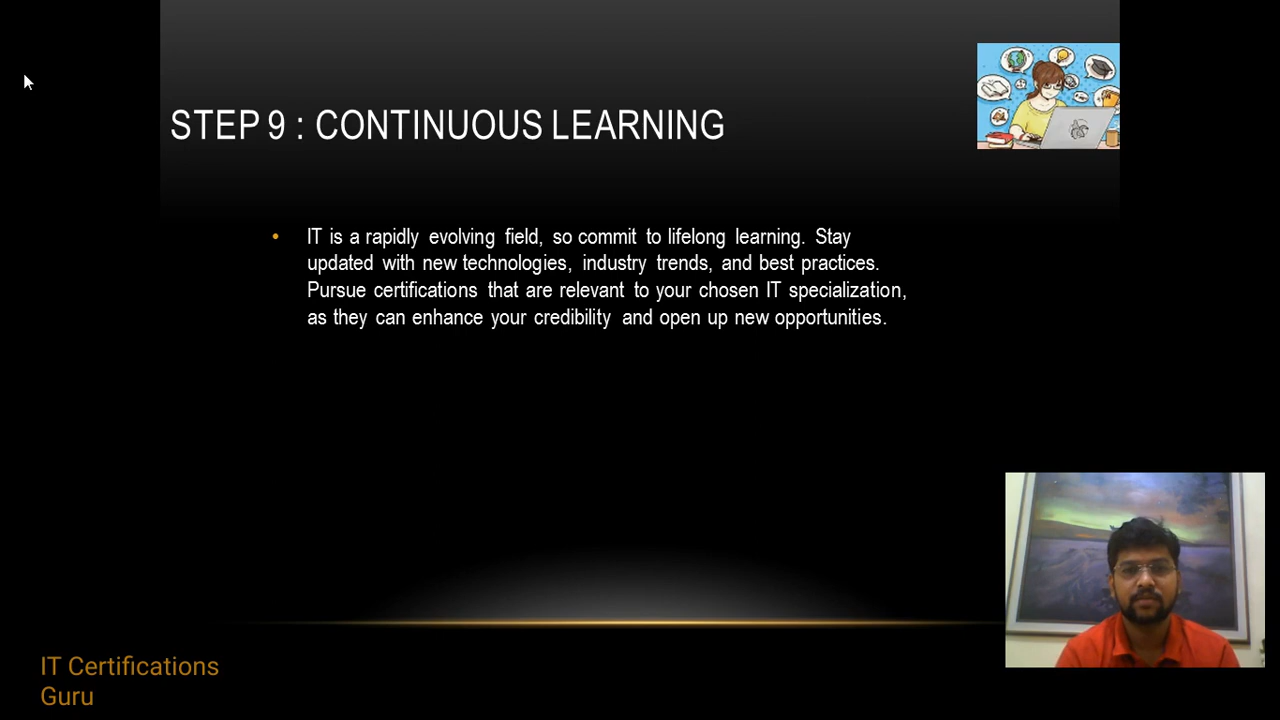 STEP 9 : CONTINUOUS LEARNING
• IT is a rapidly evolving field, so commit to lifelong learning. Stay
updated with new technologies, industry trends, and best practices.
Pursue certifications that are relevant to your chosen IT specialization,
as they can enhance your credibility and open up new opportunities.
IT Certifications
Guru